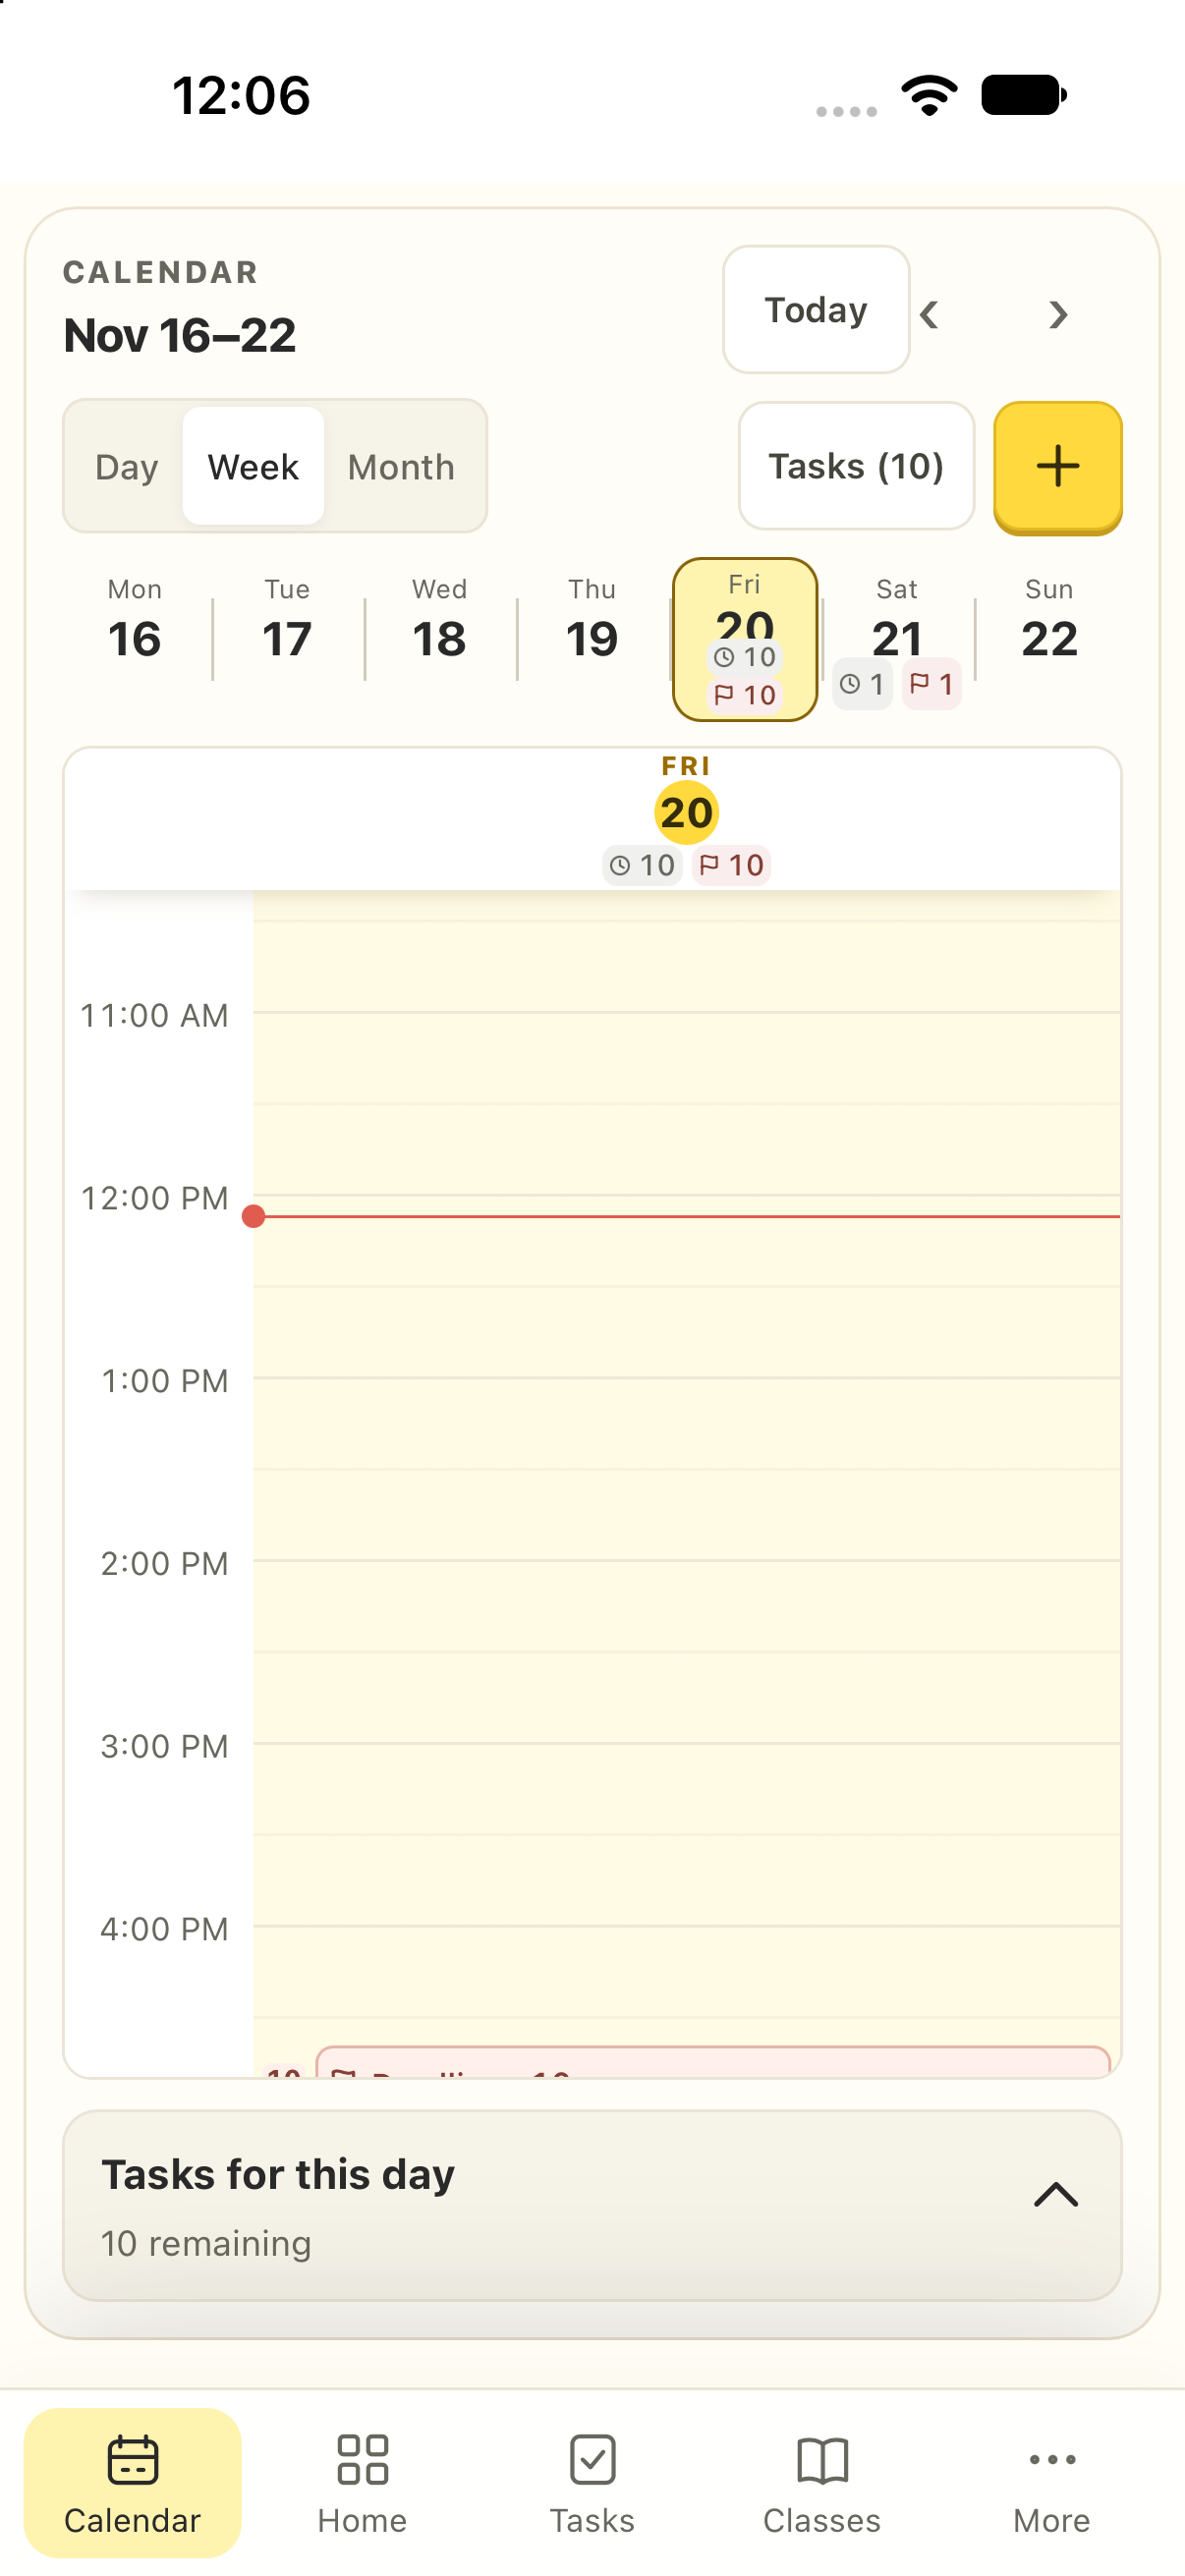 12:06
CALENDAR
Nov 16–22
Today
Day Week Month
Tasks (10)
Mon Tue Wed Thu Fri Sat Sun
16 17 18 19 20 21 22
10
10
1 1
FRI
20
10 10
11:00 AM
12:00 PM
1:00 PM
2:00 PM
3:00 PM
4:00 PM
10
Tasks for this day
10 remaining
Calendar Home Tasks Classes More